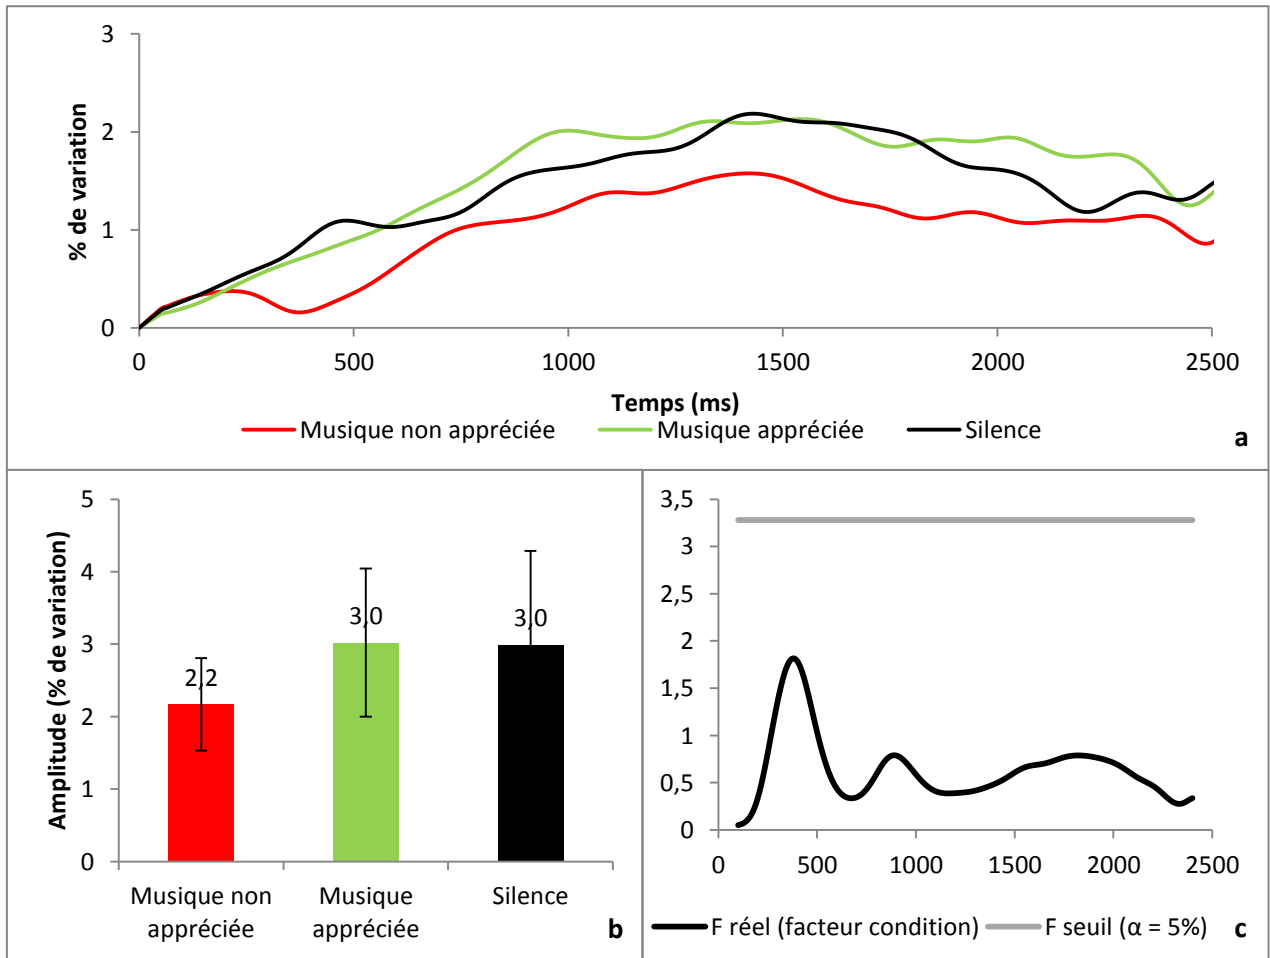 3
2
1
0
% de variation
0 500 1000 1500 2000 2500
Temps (ms)
Musique non appréciée Musique appréciée Silence
a
5
4
3
2
1
0
Amplitude (% de variation)
2,2 3,0 3,0
Musique non appréciée
Musique appréciée
Silence
b
3,5
3
2,5
2
1,5
1
0,5
0
0 500 1000 1500 2000 2500
F réel (facteur condition) F seuil (α = 5%)
c